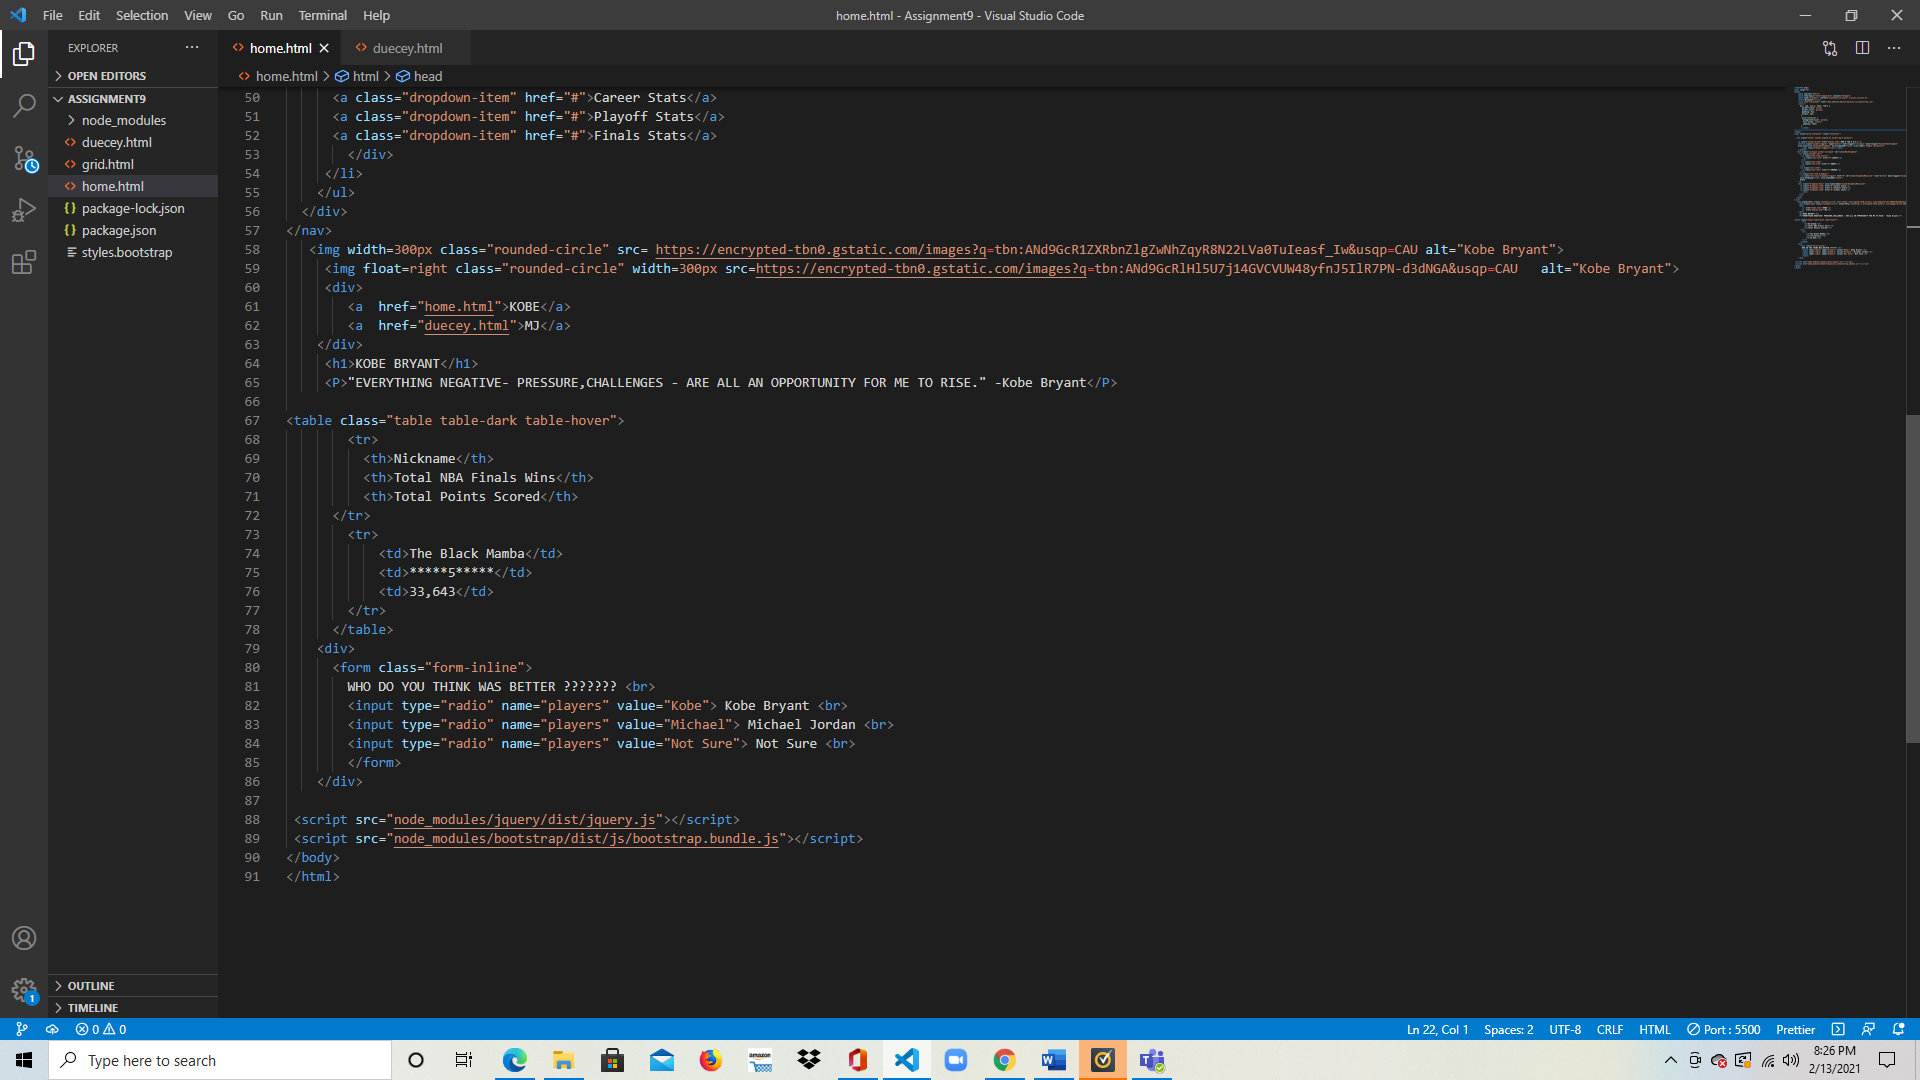 File Edit Selection View Go Run Terminal Help
home.html - Assignment9 - Visual Studio Code
EXPLORER
OPEN EDITORS
ASSIGNMENT9
node_modules
duecey.html
grid.html
home.html
package-lock.json
package.json
styles.bootstrap
OUTLINE
TIMELINE
home.html duecey.html
home.html > html > head
50 <a class="dropdown-item" href="#">Career Stats</a>
51 <a class="dropdown-item" href="#">Playoff Stats</a>
52 <a class="dropdown-item" href="#">Finals Stats</a>
53 </div>
54 </li>
55 </ul>
56 </div>
57 </nav>
58 <img width=300px class="rounded-circle" src= https://encrypted-tbn0.gstatic.com/images?q=tbn:ANd9GcR1ZXRbnZlgZwNhZqyR8N22LVa0TuIeasf_Iw&usqp=CAU alt="Kobe Bryant">
59 <img float=right class="rounded-circle" width=300px src=https://encrypted-tbn0.gstatic.com/images?q=tbn:ANd9GcRlHl5U7j14GVCVUW48yfnJ5IlR7PN-d3dNGA&usqp=CAU alt="Kobe Bryant">
60 <div>
61 <a href="home.html">KOBE</a>
62 <a href="duecey.html">MJ</a>
63 </div>
64 <h1>KOBE BRYANT</h1>
65 <P>"EVERYTHING NEGATIVE- PRESSURE,CHALLENGES - ARE ALL AN OPPORTUNITY FOR ME TO RISE." -Kobe Bryant</P>
66
67 <table class="table table-dark table-hover">
68 <tr>
69 <th>Nickname</th>
70 <th>Total NBA Finals Wins</th>
71 <th>Total Points Scored</th>
72 </tr>
73 <tr>
74 <td>The Black Mamba</td>
75 <td>*****5*****</td>
76 <td>33,643</td>
77 </tr>
78 </table>
79 <div>
80 <form class="form-inline">
81 WHO DO YOU THINK WAS BETTER ??????? <br>
82 <input type="radio" name="players" value="Kobe"> Kobe Bryant <br>
83 <input type="radio" name="players" value="Michael"> Michael Jordan <br>
84 <input type="radio" name="players" value="Not Sure"> Not Sure <br>
85 </form>
86 </div>
87
88 <script src="node_modules/jquery/dist/jquery.js"></script>
89 <script src="node_modules/bootstrap/dist/js/bootstrap.bundle.js"></script>
90 </body>
91 </html>
1
0 0 Ln 22, Col 1 Spaces: 2 UTF-8 CRLF HTML Port : 5500 Prettier
Type here to search
amazon
8:26 PM
2/13/2021